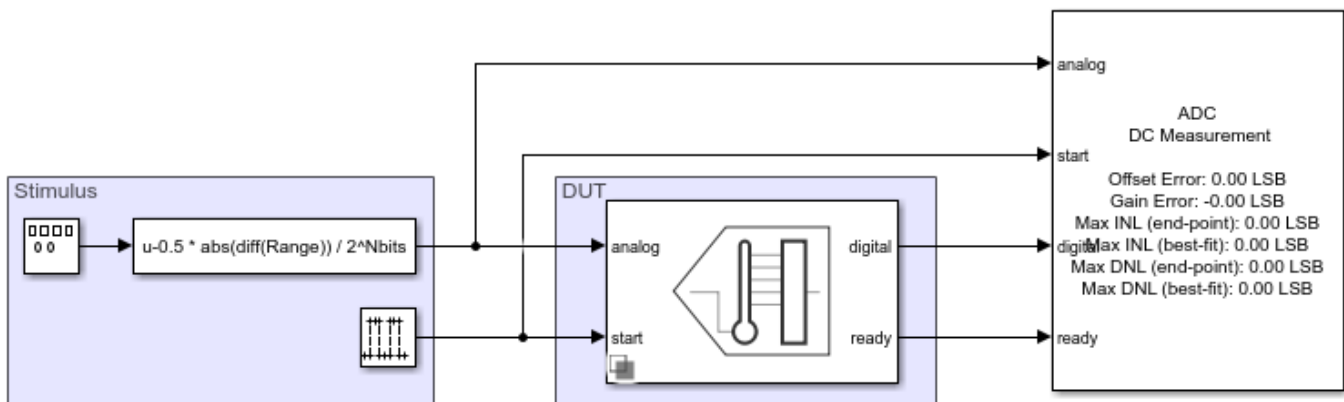 analog
ADC
DC Measurement
start
Stimulus
DUT
Offset Error: 0.00 LSB
Gain Error: -0.00 LSB
Max INL (end-point): 0.00 LSB
u-0.5 * abs(diff(Range)) / 2^Nbits
analog
digital
digital
Max INL (best-fit): 0.00 LSB
Max DNL (end-point): 0.00 LSB
Max DNL (best-fit): 0.00 LSB
start
ready
ready